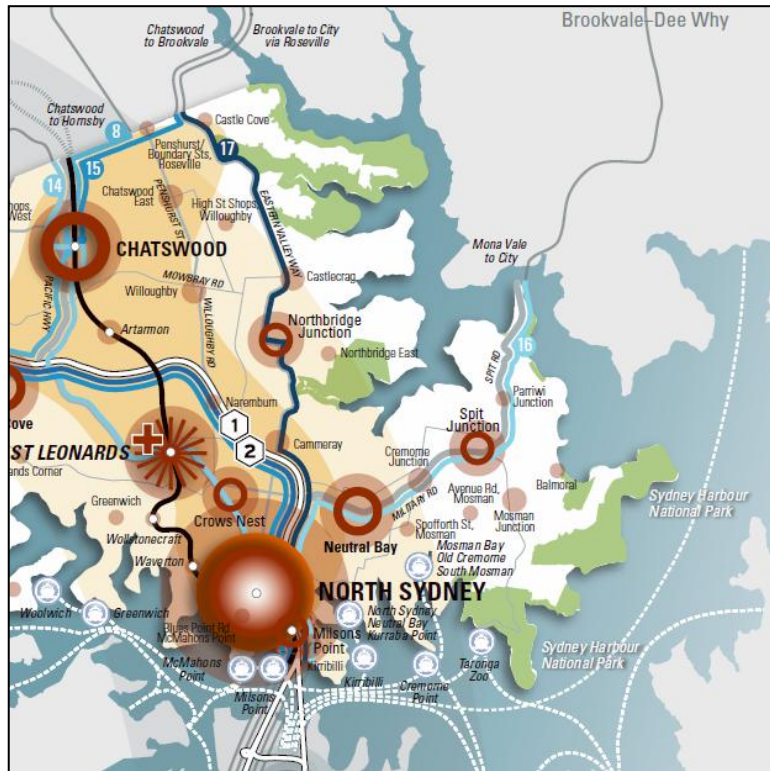 Brookvale–Dee Why
Chatswood
to Brookvale
Brookvale to City
via Roseville
Chatswood
to Hornsby
8
Castle Cove
17
Penshurst/
Boundary Sts,
Roseville
14
15
Chatswood
East
PENSHURST ST
High St Shops,
Willoughby
EASTERN VALLEY WAY
hops,
West
CHATSWOOD
Mona Vale
to City
PACIFIC HWY
MOWBRAY RD
Castlecrag
Willoughby
WILLOUGHBY RD
Artarmon
Northbridge
Junction
Northbridge East
SPIT RD
16
Parriwi
Junction
Naremburn
1
2
Cove
Spit
Junction
Cammeray
ST LEONARDS
Cremorne
Junction
ands Corner
Balmoral
Greenwich
Crows Nest
MILITARY RD
Avenue Rd,
Mosman
Mosman
Junction
Sydney Harbour
National Park
Wollstonecraft
Neutral Bay
Spofforth St,
Mosman
Waverton
Mosman Bay
Old Cremorne
South Mosman
NORTH SYDNEY
Woolwich
Greenwich
Blues Point Rd
McMahons Point
Milsons
Point
North Sydney
Neutral Bay
Kurraba Point
Sydney Harbour
National Park
McMahons
Point
Kirribilli
Milsons
Point
Kirribilli
Cremorne
Point
Taronga
Zoo